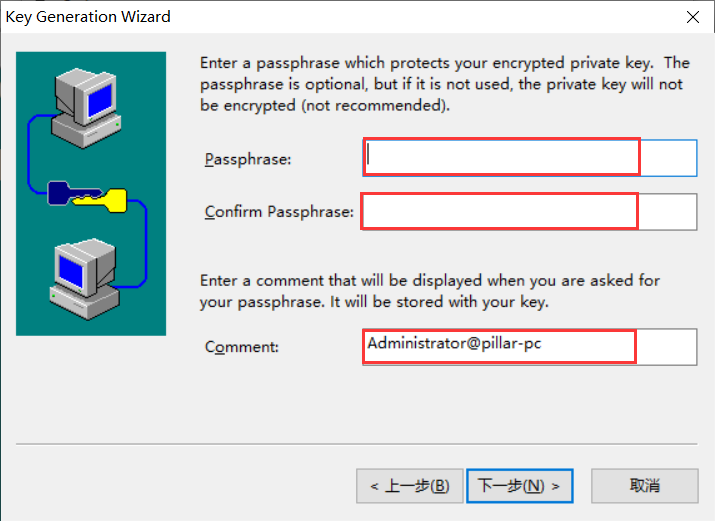 Key Generation Wizard
Enter a passphrase which protects your encrypted private key. The
passphrase is optional, but if it is not used, the private key will not
be encrypted (not recommended).
Passphrase:
Confirm Passphrase:
Enter a comment that will be displayed when you are asked for
your passphrase. It will be stored with your key.
Comment: Administrator@pillar-pc
< 上一步(B) 下一步(N) > 取消